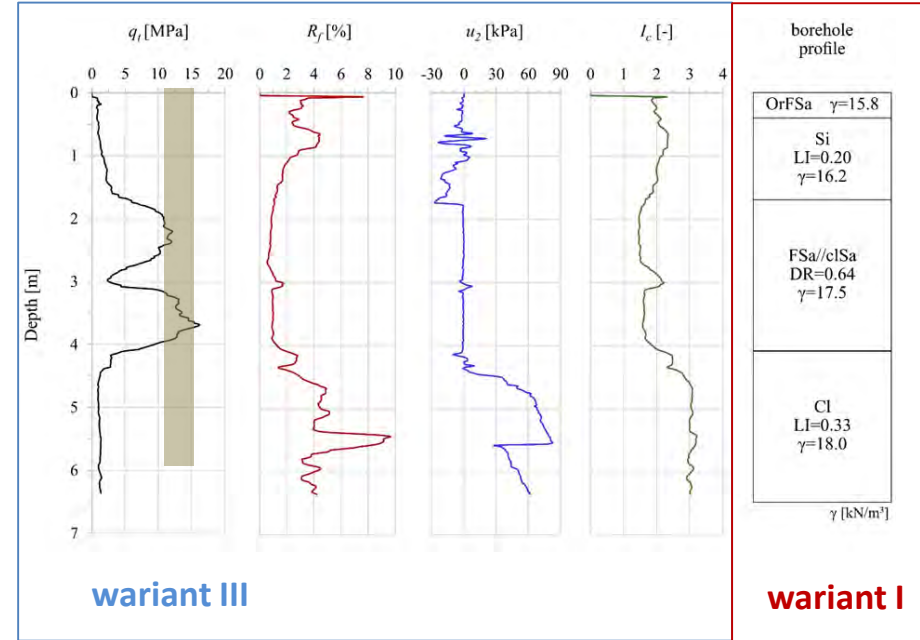 q_t [MPa]
0 5 10 15 20
R_f [%]
0 2 4 6 8 10
u_2 [kPa]
-30 0 30 60 90
I_c [-]
0 1 2 3 4
Depth [m]
0
1
2
3
4
5
6
7
borehole
profile
OrFSa γ=15.8
Si
LI=0.20
γ=16.2
FSa//clSa
DR=0.64
γ=17.5
Cl
LI=0.33
γ=18.0
γ [kN/m³]
wariant III
wariant I